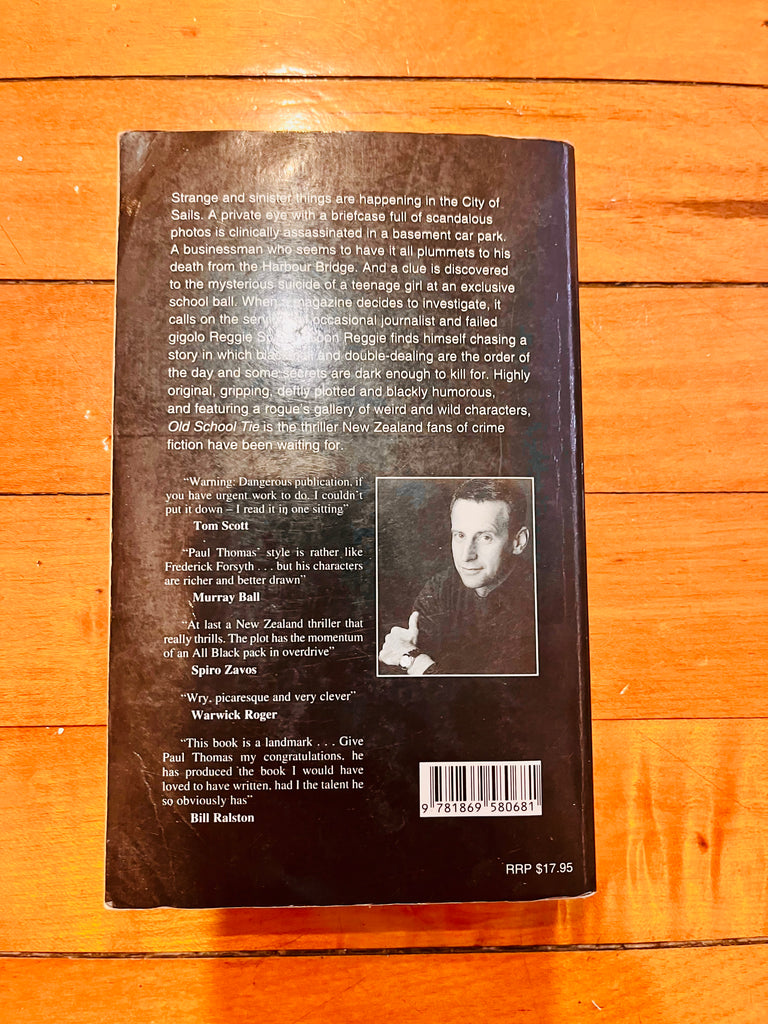 Strange and sinister things are happening in the City of
Sails. A private eye with a briefcase full of scandalous
photos is clinically assassinated in a basement car park.
A businessman who seems to have it all plummets to his
death from the Harbour Bridge. And a clue is discovered
to the mysterious suicide of a teenage girl at an exclusive
school ball. When a magazine decides to investigate, it
calls on the occasional journalist and failed
gigolo Reggie Reggie finds himself chasing a
story in which and double-dealing are the order of
the day and some secrets are dark enough to kill for. Highly
original, gripping, deftly plotted and blackly humorous,
and featuring a rogue's gallery of weird and wild characters,
Old School Tie is the thriller New Zealand fans of crime
fiction have been waiting for.
"Warning: Dangerous publication, if
you have urgent work to do. I couldn't
put it down – I read it in one sitting"
Tom Scott
"Paul Thomas' style is rather like
Frederick Forsyth . . . but his characters
are richer and better drawn"
Murray Ball
"At last a New Zealand thriller that
really thrills. The plot has the momentum
of an All Black pack in overdrive"
Spiro Zavos
"Wry, picaresque and very clever"
Warwick Roger
"This book is a landmark . . . Give
Paul Thomas my congratulations, he
has produced the book I would have
loved to have written, had I the talent he
so obviously has"
Bill Ralston
9 781869 580681
RRP $17.95